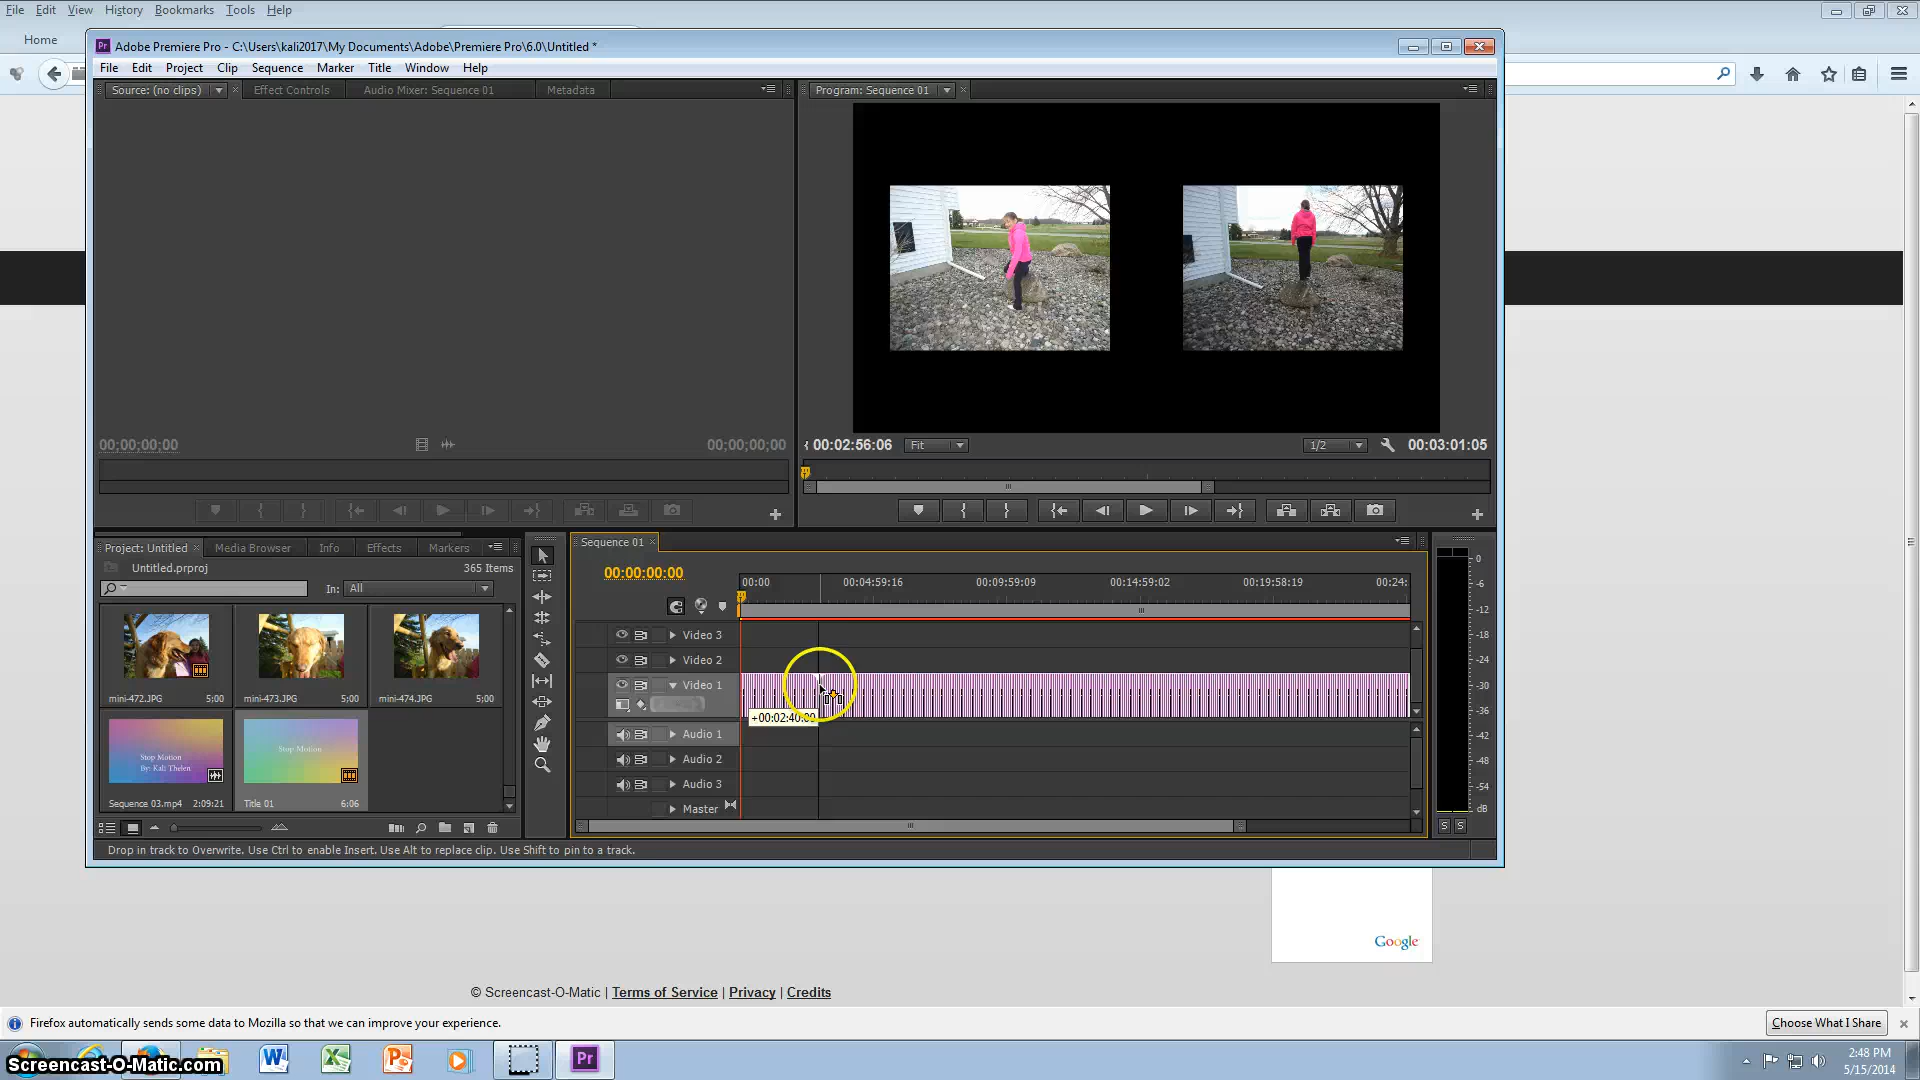 File Edit View History Bookmarks Tools Help
Home
Adobe Premiere Pro - C:\Users\kali2017\My Documents\Adobe\Premiere Pro\6.0\Untitled *
File Edit Project Clip Sequence Marker Title Window Help
Source: (no clips) Effect Controls Audio Mixer: Sequence 01 Metadata
Program: Sequence 01
00;00;00;00 00;00;00;00
00:02:56:06 Fit 1/2 00:03:01:05
Project: Untitled Media Browser Info Effects Markers
Untitled.prproj 365 Items
In: All
mini-472.JPG 5;00 mini-473.JPG 5;00 mini-474.JPG 5;00
Stop Motion
By: Kali Thelen
Stop Motion
Sequence 03.mp4 2:09:21 Title 01 6:06
Sequence 01
00:00:00:00
00:00 00:04:59:16 00:09:59:09 00:14:59:02 00:19:58:19 00:24:
Video 3
Video 2
Video 1
+00:02:40:00
Audio 1
Audio 2
Audio 3
Master
0
-6
-12
-18
-24
-30
-36
-42
-48
-54
dB
S S
Drop in track to Overwrite. Use Ctrl to enable Insert. Use Alt to replace clip. Use Shift to pin to a track.
Google
© Screencast-O-Matic | Terms of Service | Privacy | Credits
Firefox automatically sends some data to Mozilla so that we can improve your experience. Choose What I Share
Screencast-O-Matic.com
Pr
2:48 PM
5/15/2014